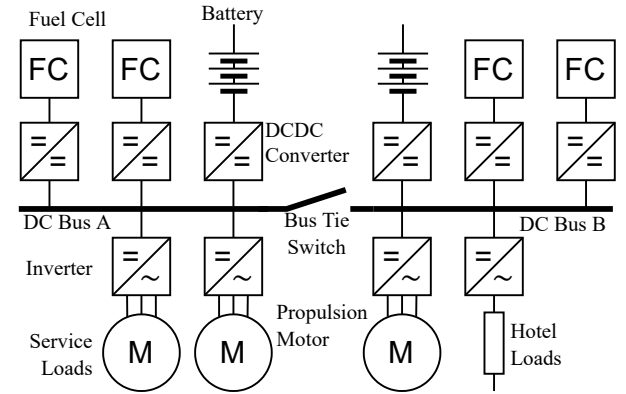 Fuel Cell
Battery
FC
FC
FC
FC
=
=
=
=
=
=
=
=
=
=
=
=
DCDC
Converter
DC Bus A
Bus Tie
Switch
DC Bus B
Inverter
=
~
=
~
=
~
=
~
Service
Loads
M
M
Propulsion
Motor
M
Hotel
Loads